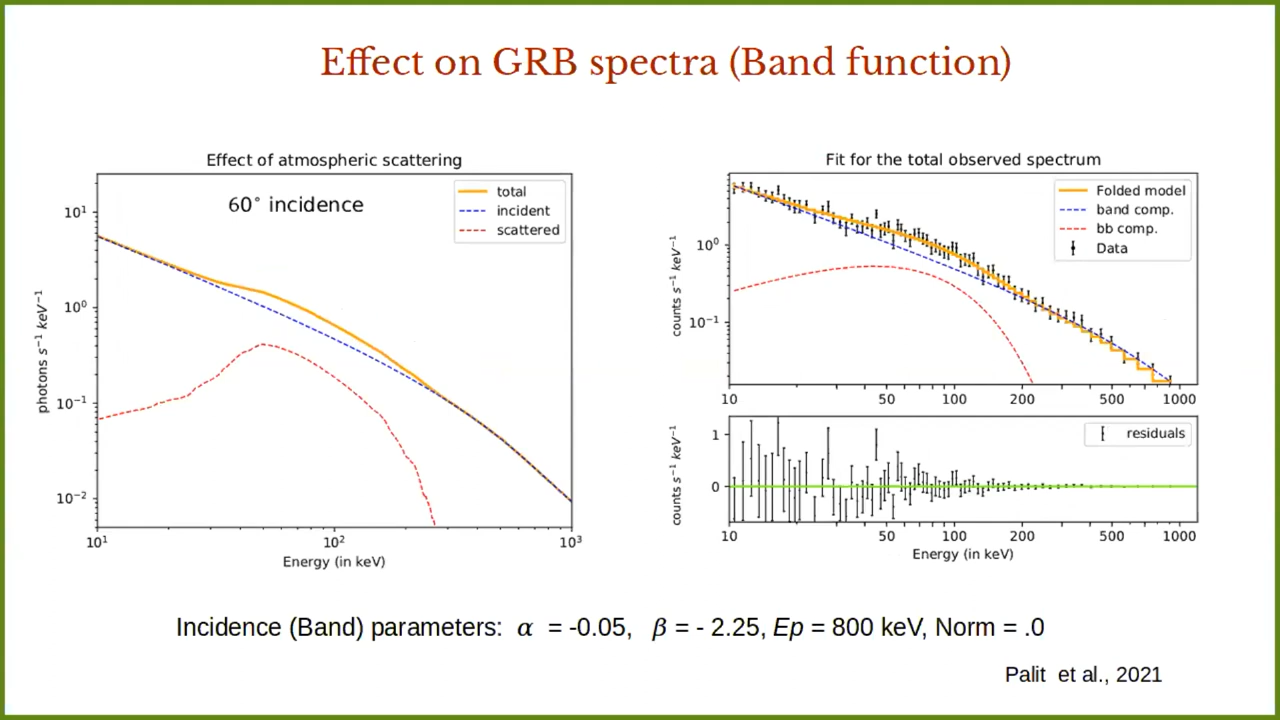 Effect on GRB spectra (Band function)
Effect of atmospheric scattering
60° incidence
total
incident
scattered
photons s⁻¹ keV⁻¹
10¹
10⁰
10⁻¹
10⁻²
10¹ 10² 10³
Energy (in keV)
Fit for the total observed spectrum
Folded model
band comp.
bb comp.
Data
counts s⁻¹ keV⁻¹
10⁰
10⁻¹
10 50 100 200 500 1000
residuals
counts s⁻¹ keV⁻¹
1
0
10 50 100 200 500 1000
Energy (in keV)
Incidence (Band) parameters: α = -0.05, β = - 2.25, Ep = 800 keV, Norm = .0
Palit et al., 2021